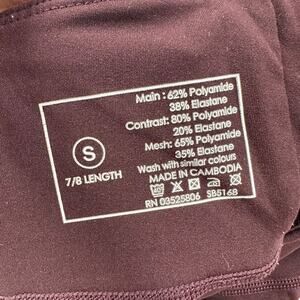 Main: 62% Polyamide
38% Elastane
Contrast: 80% Polyamide
20% Elastane
Mesh: 65% Polyamide
35% Elastane
Wash with similar colours
MADE IN CAMBODIA
40°
RN 03525806 SB5168
S
7/8 LENGTH